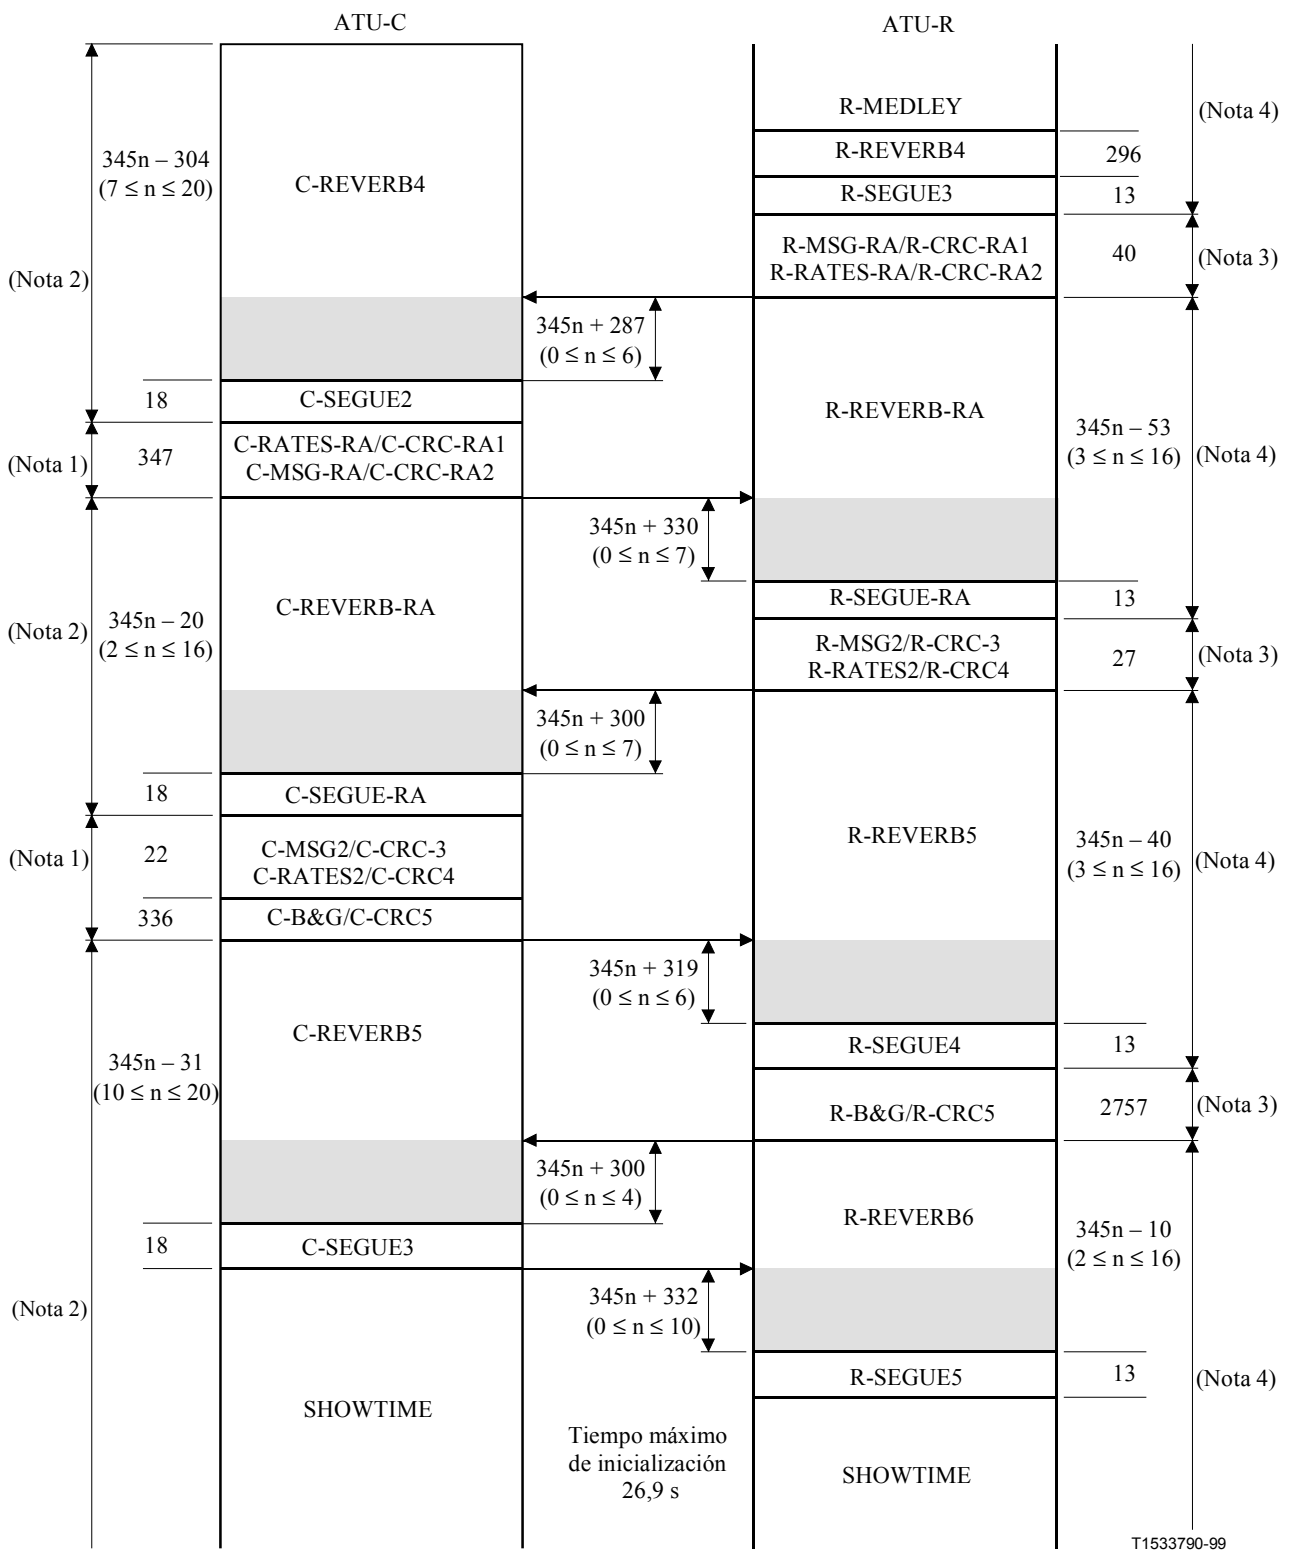 ATU-C
ATU-R
R-MEDLEY
(Nota 4)
345n – 304
(7 ≤ n ≤ 20)
C-REVERB4
R-REVERB4
296
R-SEGUE3
13
(Nota 2)
R-MSG-RA/R-CRC-RA1
R-RATES-RA/R-CRC-RA2
40
(Nota 3)
345n + 287
(0 ≤ n ≤ 6)
18
C-SEGUE2
R-REVERB-RA
345n – 53
(3 ≤ n ≤ 16)
(Nota 4)
(Nota 1)
347
C-RATES-RA/C-CRC-RA1
C-MSG-RA/C-CRC-RA2
345n + 330
(0 ≤ n ≤ 7)
(Nota 2)
345n – 20
(2 ≤ n ≤ 16)
C-REVERB-RA
R-SEGUE-RA
13
R-MSG2/R-CRC-3
R-RATES2/R-CRC4
27
(Nota 3)
345n + 300
(0 ≤ n ≤ 7)
18
C-SEGUE-RA
(Nota 1)
22
C-MSG2/C-CRC-3
C-RATES2/C-CRC4
R-REVERB5
345n – 40
(3 ≤ n ≤ 16)
(Nota 4)
336
C-B&G/C-CRC5
345n + 319
(0 ≤ n ≤ 6)
C-REVERB5
R-SEGUE4
13
345n – 31
(10 ≤ n ≤ 20)
R-B&G/R-CRC5
2757
(Nota 3)
345n + 300
(0 ≤ n ≤ 4)
R-REVERB6
345n – 10
(2 ≤ n ≤ 16)
18
C-SEGUE3
(Nota 2)
345n + 332
(0 ≤ n ≤ 10)
R-SEGUE5
13
(Nota 4)
SHOWTIME
Tiempo máximo
de inicialización
26,9 s
SHOWTIME
T1533790-99